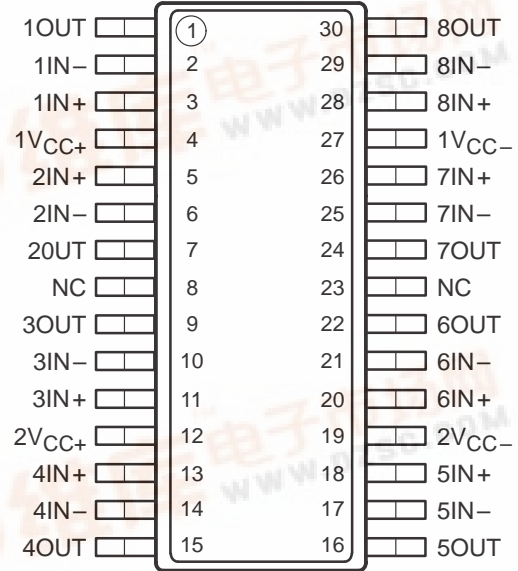 1OUT 1 30 8OUT
1IN− 2 29 8IN−
1IN+ 3 28 8IN+
1VCC+ 4 27 1VCC−
2IN+ 5 26 7IN+
2IN− 6 25 7IN−
20UT 7 24 7OUT
NC 8 23 NC
3OUT 9 22 6OUT
3IN− 10 21 6IN−
3IN+ 11 20 6IN+
2VCC+ 12 19 2VCC−
4IN+ 13 18 5IN+
4IN− 14 17 5IN−
4OUT 15 16 5OUT